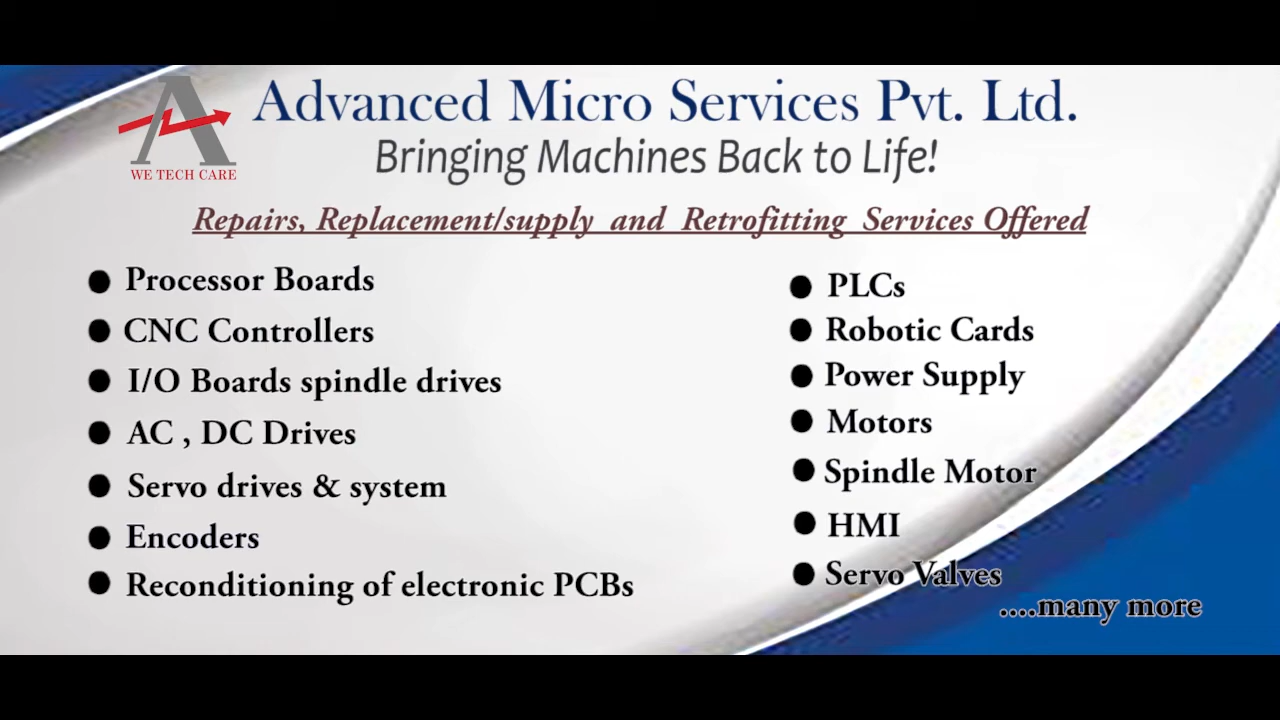 Advanced Micro Services Pvt. Ltd.
Bringing Machines Back to Life!
WE TECH CARE
Repairs, Replacement/supply and Retrofitting Services Offered
Processor Boards
CNC Controllers
I/O Boards spindle drives
AC , DC Drives
Servo drives & system
Encoders
Reconditioning of electronic PCBs
PLCs
Robotic Cards
Power Supply
Motors
Spindle Motor
HMI
Servo Valves
....many more